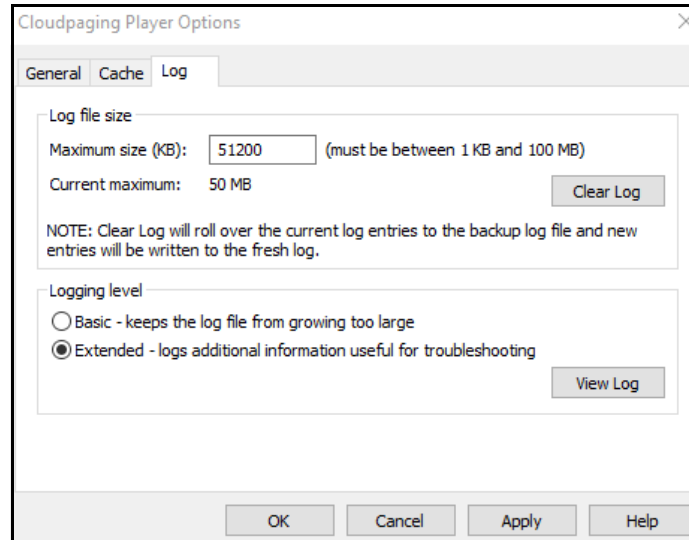 Cloudpaging Player Options
General Cache Log
Log file size
Maximum size (KB): 51200 (must be between 1 KB and 100 MB)
Current maximum: 50 MB
Clear Log
NOTE: Clear Log will roll over the current log entries to the backup log file and new
entries will be written to the fresh log.
Logging level
Basic - keeps the log file from growing too large
Extended - logs additional information useful for troubleshooting
View Log
OK Cancel Apply Help